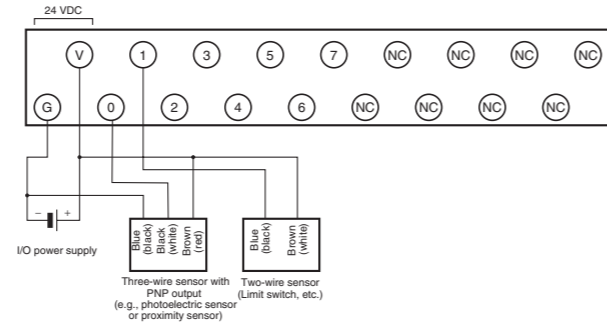 24 VDC
V 1 3 5 7 NC NC NC NC
G 0 2 4 6 NC NC NC NC
− +
I/O power supply
Blue (black)
Black (white)
Brown (red)
Blue (black)
Brown (white)
Three-wire sensor with
PNP output
(e.g., photoelectric sensor
or proximity sensor)
Two-wire sensor
(Limit switch, etc.)